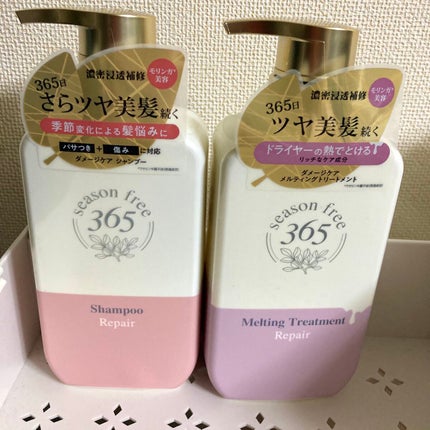 濃密浸透補修
モリンガ*
美容
365日
さらツヤ美髪続く
季節変化による髪悩みに
パサつき + 傷み に対応
ダメージケア シャンプー
season free
365
Shampoo
Repair
濃密浸透補修
モリンガ*
美容
365日
ツヤ美髪続く
ドライヤーの熱でとける
リッチなケア成分
ダメージケア
メルティングトリートメント
season free
365
Melting Treatment
Repair